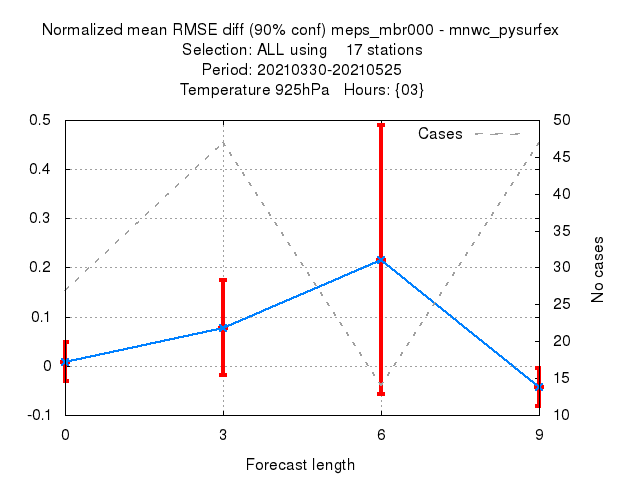 Normalized mean RMSE diff (90% conf) meps_mbr000 - mnwc_pysurfex
Selection: ALL using 17 stations
Period: 20210330-20210525
Temperature 925hPa Hours: {03}
0.5
0.4
0.3
0.2
0.1
0
-0.1
Cases
50
45
40
35
30
25
20
15
10
No cases
0 3 6 9
Forecast length